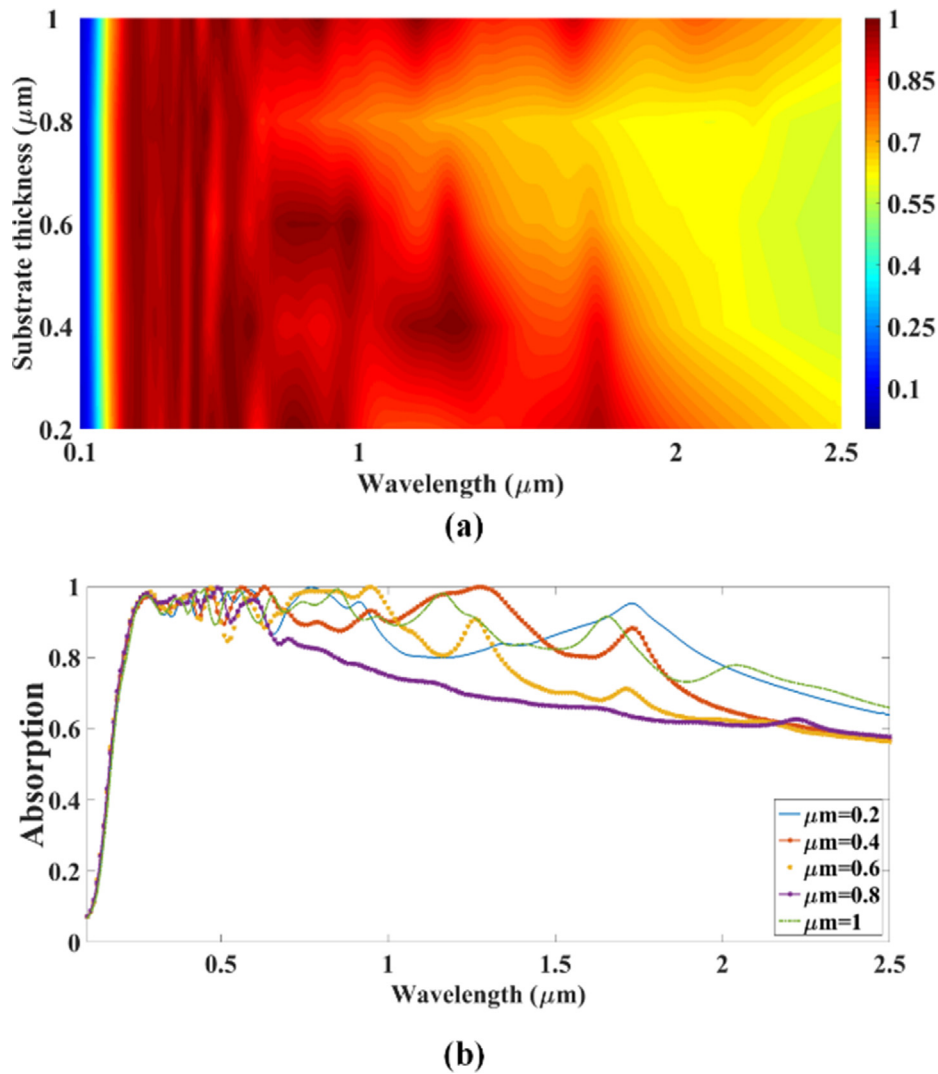 1
0.8
0.6
0.4
0.2
Substrate thickness (μm)
0.1 1 2 2.5
Wavelength (μm)
1
0.85
0.7
0.55
0.4
0.25
0.1
(a)
1
0.8
0.6
0.4
0.2
0
Absorption
0.5 1 1.5 2 2.5
Wavelength (μm)
μm=0.2
μm=0.4
μm=0.6
μm=0.8
μm=1
(b)